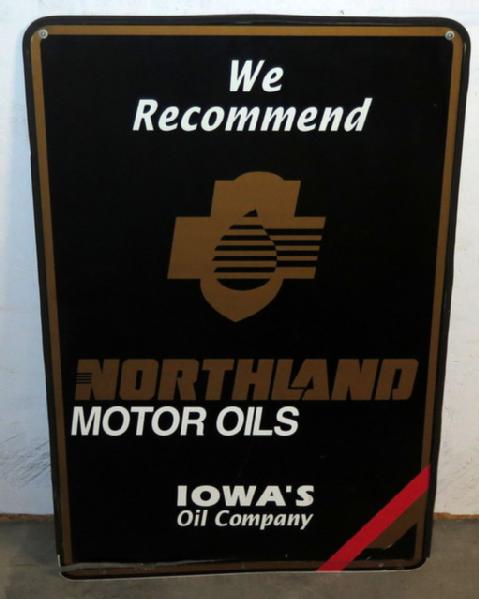 We
Recommend
NORTHLAND
MOTOR OILS
IOWA'S
Oil Company